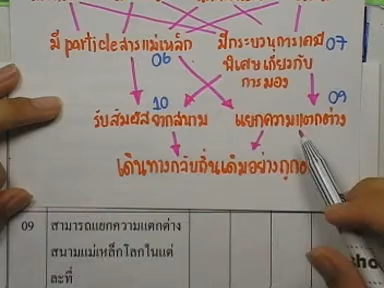 มี particle สารแม่เหล็ก
06
มีกระบวนการเคมี
07
พิเศษเกี่ยวกับ
การมอง
10
09
รับสัมผัสจากสนาม
แยกความแตกต่าง
เดินทางกลับถิ่นเดิมอย่างถูก
09 สามารถแยกความแตกต่าง
สนามแม่เหล็กโลกในแต่
ละที่